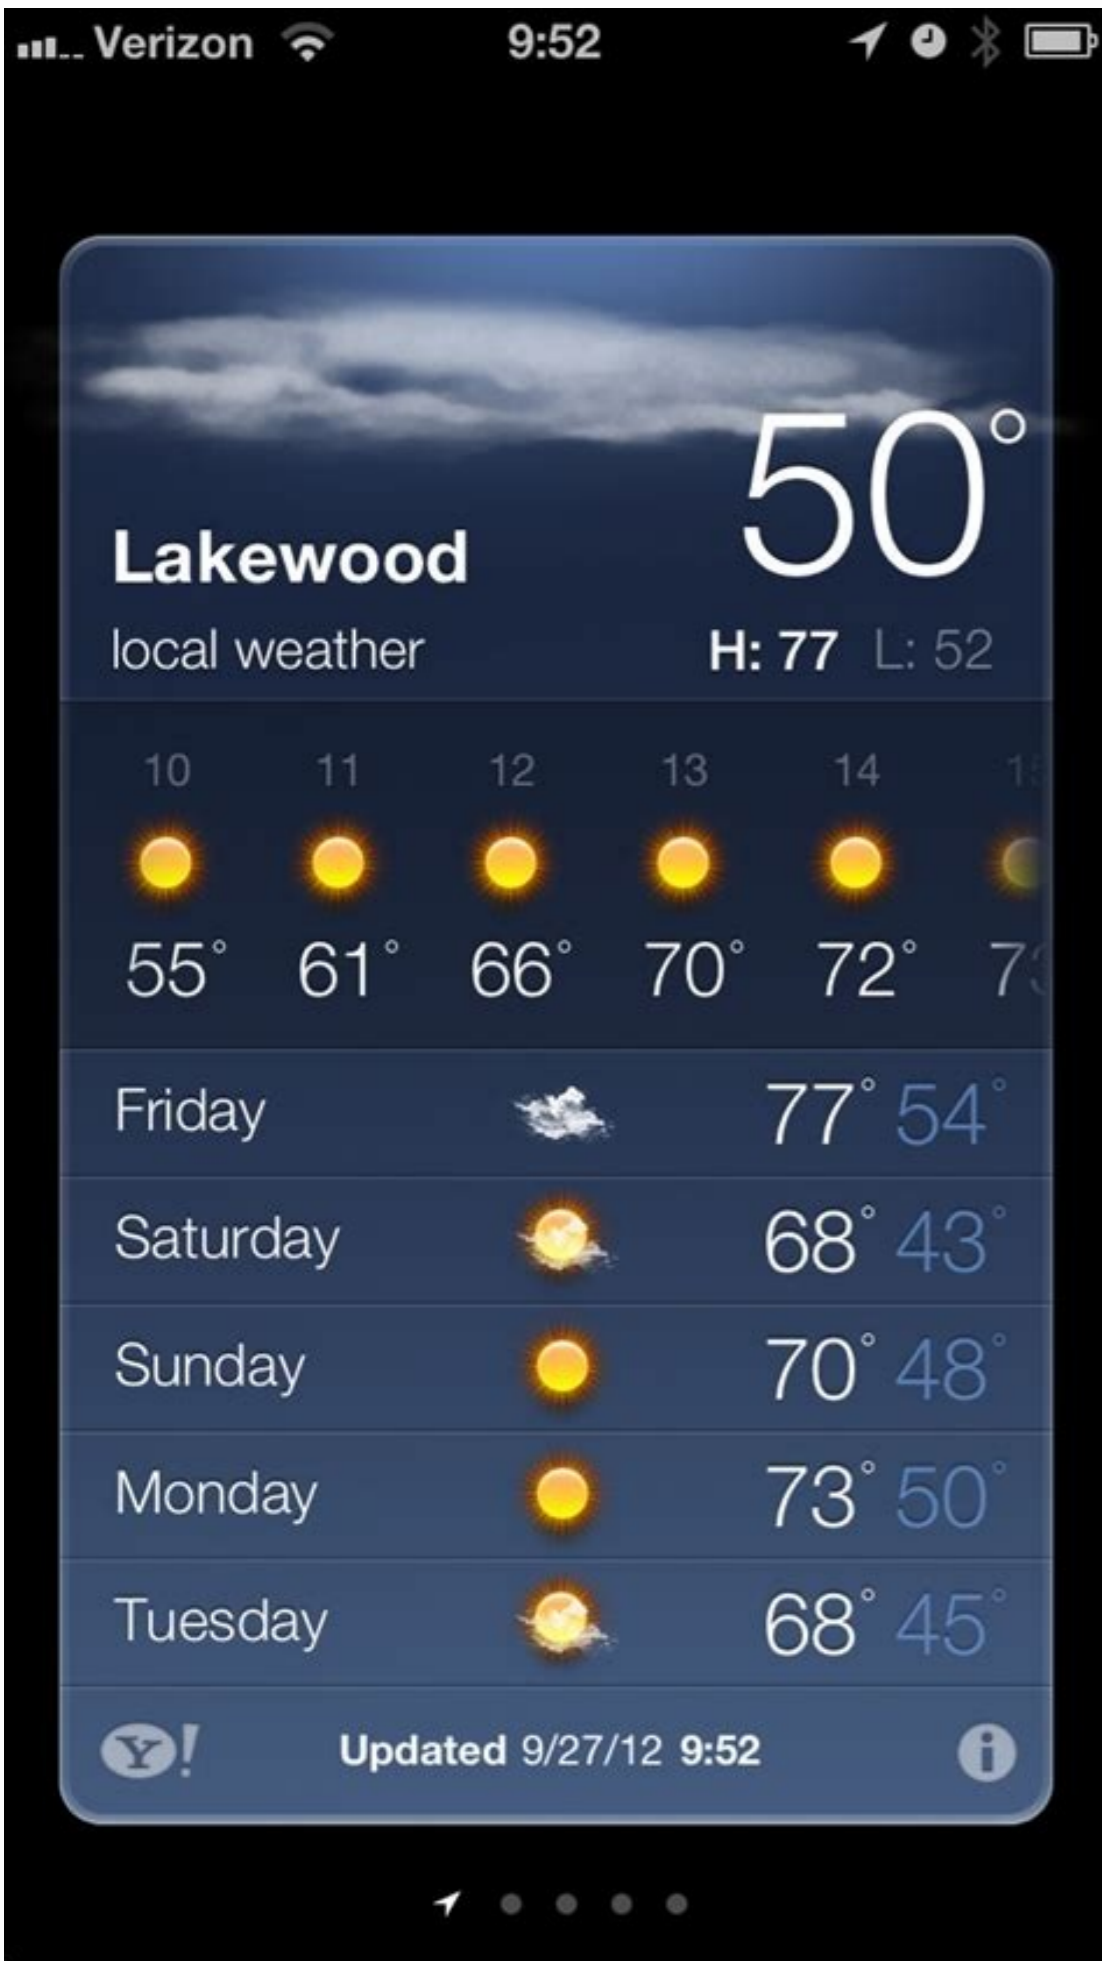 Verizon 9:52
50°
Lakewood
local weather H: 77 L: 52
10 11 12 13 14
55° 61° 66° 70° 72°
Friday 77° 54°
Saturday 68° 43°
Sunday 70° 48°
Monday 73° 50°
Tuesday 68° 45°
Y! Updated 9/27/12 9:52 i